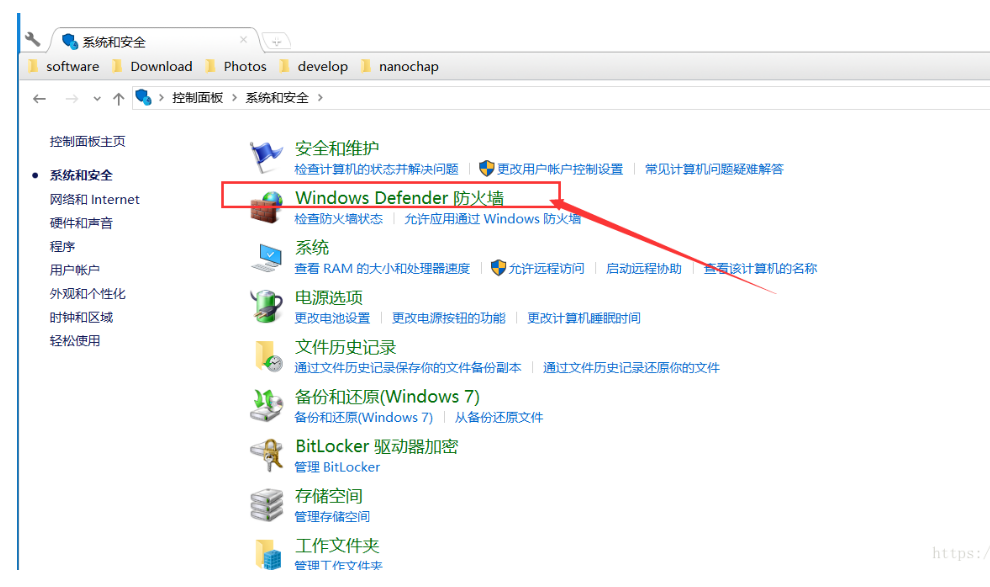 系统和安全
software Download Photos develop nanochap
控制面板 系统和安全
控制面板主页
系统和安全
网络和 Internet
硬件和声音
程序
用户帐户
外观和个性化
时钟和区域
轻松使用
安全和维护
检查计算机的状态并解决问题 更改用户帐户控制设置 常见计算机问题疑难解答
Windows Defender 防火墙
检查防火墙状态 允许应用通过 Windows 防火墙
系统
查看 RAM 的大小和处理器速度 允许远程访问 启动远程协助 查看该计算机的名称
电源选项
更改电池设置 更改电源按钮的功能 更改计算机睡眠时间
文件历史记录
通过文件历史记录保存你的文件备份副本 通过文件历史记录还原你的文件
备份和还原(Windows 7)
备份和还原(Windows 7) 从备份还原文件
BitLocker 驱动器加密
管理 BitLocker
存储空间
管理存储空间
工作文件夹
管理工作文件夹
https:/